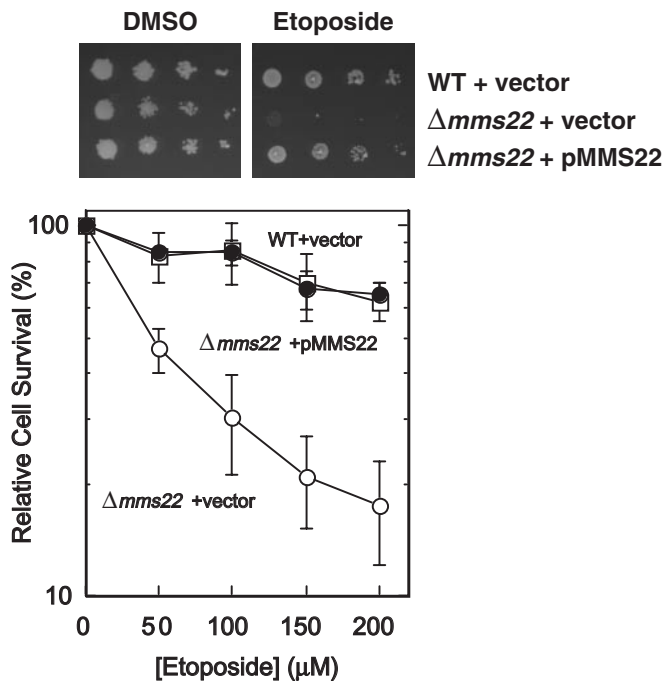 DMSO Etoposide
WT + vector
Δmms22 + vector
Δmms22 + pMMS22
100
WT+vector
Δmms22 +pMMS22
Δmms22 +vector
10
Relative Cell Survival (%)
0 50 100 150 200
[Etoposide] (μM)